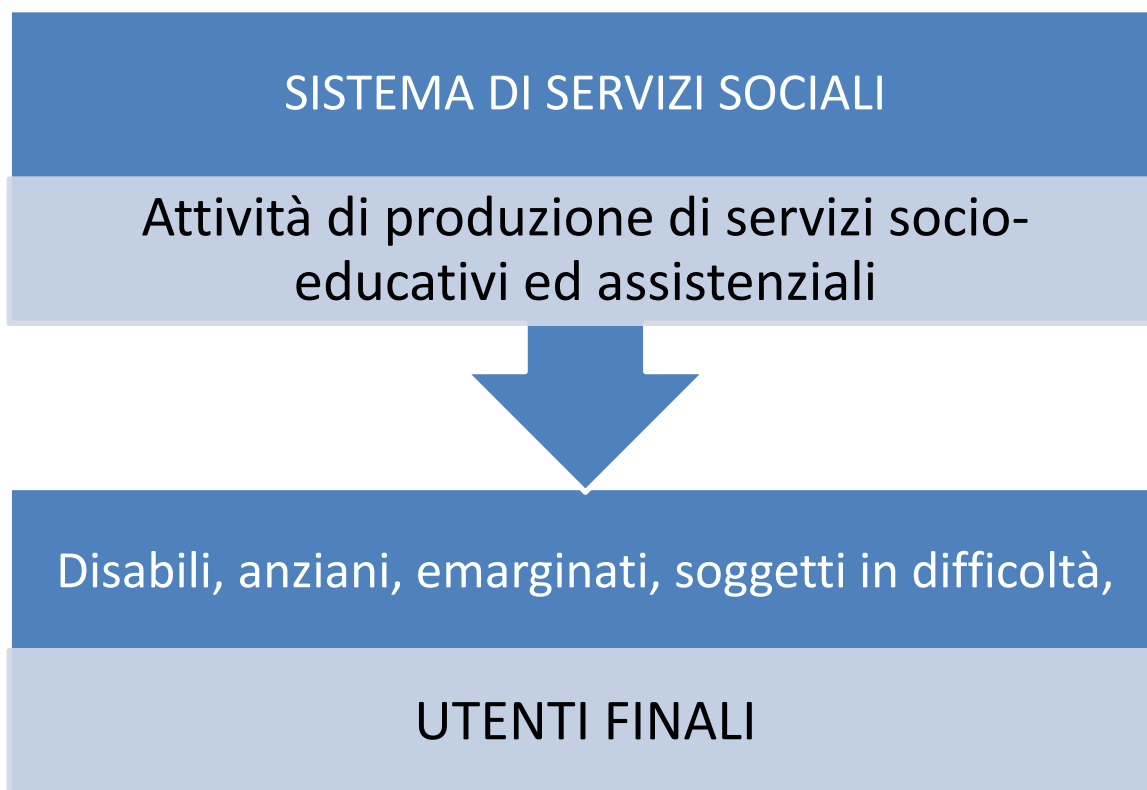 SISTEMA DI SERVIZI SOCIALI
Attività di produzione di servizi socio-
educativi ed assistenziali
Disabili, anziani, emarginati, soggetti in difficoltà,
UTENTI FINALI